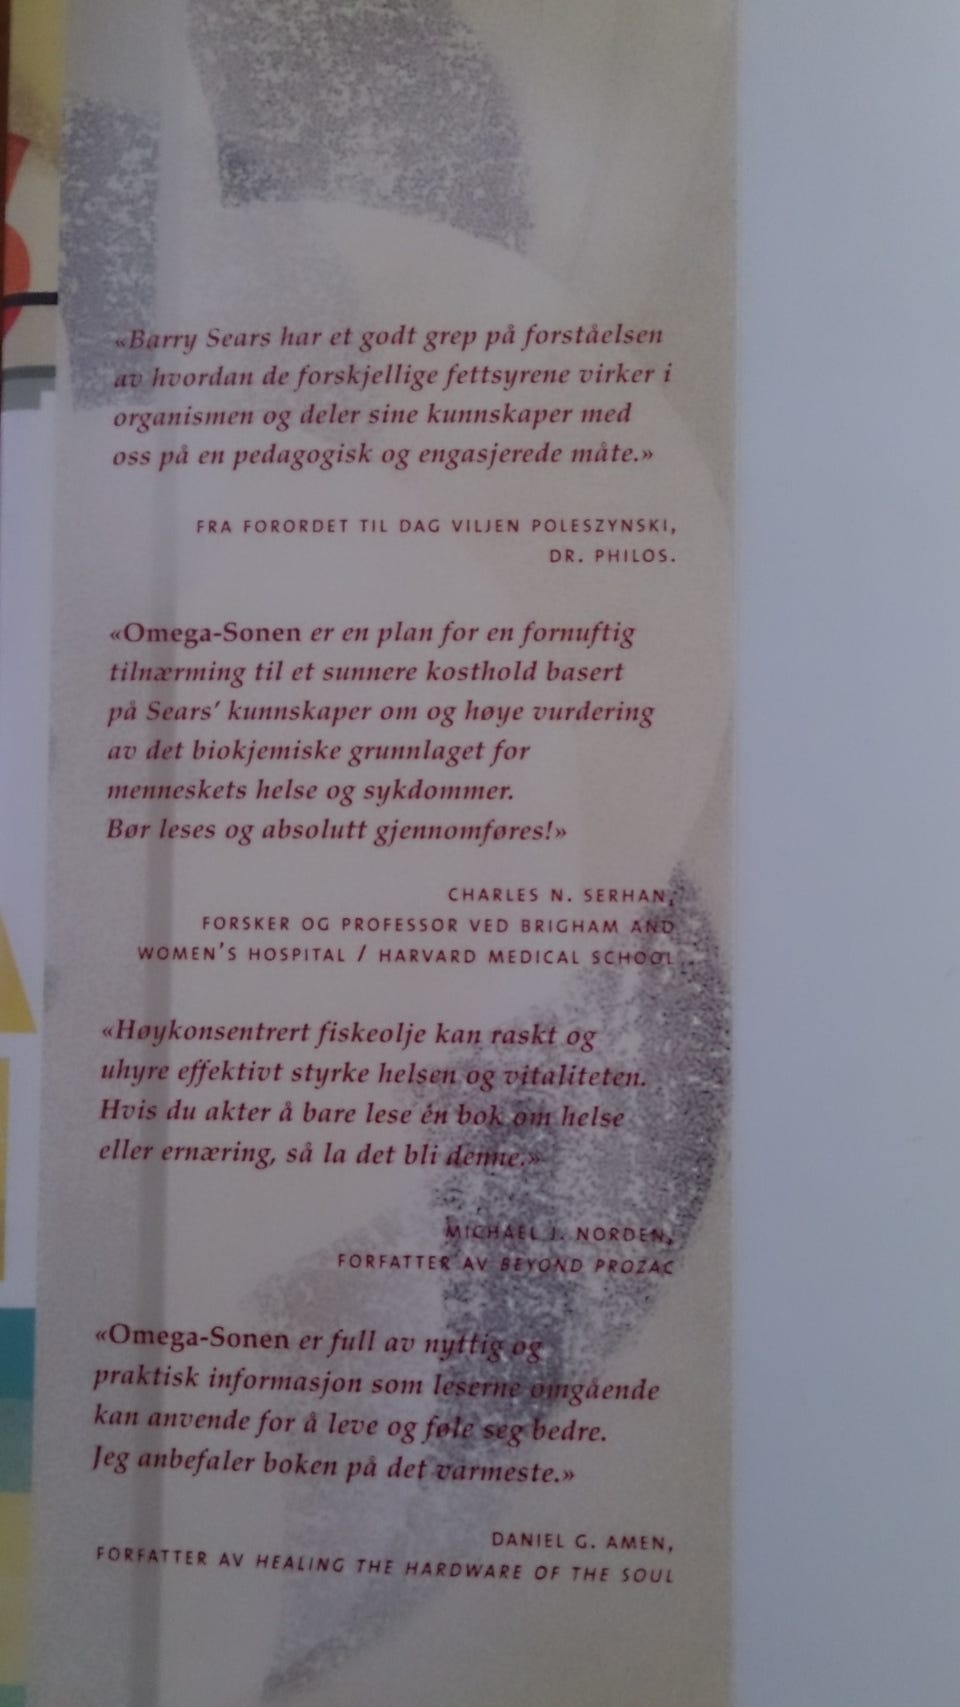 «Barry Sears har et godt grep på forståelsen
av hvordan de forskjellige fettsyrene virker i
organismen og deler sine kunnskaper med
oss på en pedagogisk og engasjerede måte.»
FRA FORORDET TIL DAG VILJEN POLESZYNSKI,
DR. PHILOS.
«Omega-Sonen er en plan for en fornuftig
tilnærming til et sunnere kosthold basert
på Sears’ kunnskaper om og høye vurdering
av det biokjemiske grunnlaget for
menneskets helse og sykdommer.
Bør leses og absolutt gjennomføres!»
CHARLES N. SERHAN,
FORSKER OG PROFESSOR VED BRIGHAM AND
WOMEN’S HOSPITAL / HARVARD MEDICAL SCHOOL
«Høykonsentrert fiskeolje kan raskt og
uhyre effektivt styrke helsen og vitaliteten.
Hvis du akter å bare lese én bok om helse
eller ernæring, så la det bli denne.»
MICHAEL J. NORDEN,
FORFATTER AV BEYOND PROZAC
«Omega-Sonen er full av nyttig og
praktisk informasjon som leserne omgående
kan anvende for å leve og føle seg bedre.
Jeg anbefaler boken på det varmeste.»
DANIEL G. AMEN,
FORFATTER AV HEALING THE HARDWARE OF THE SOUL